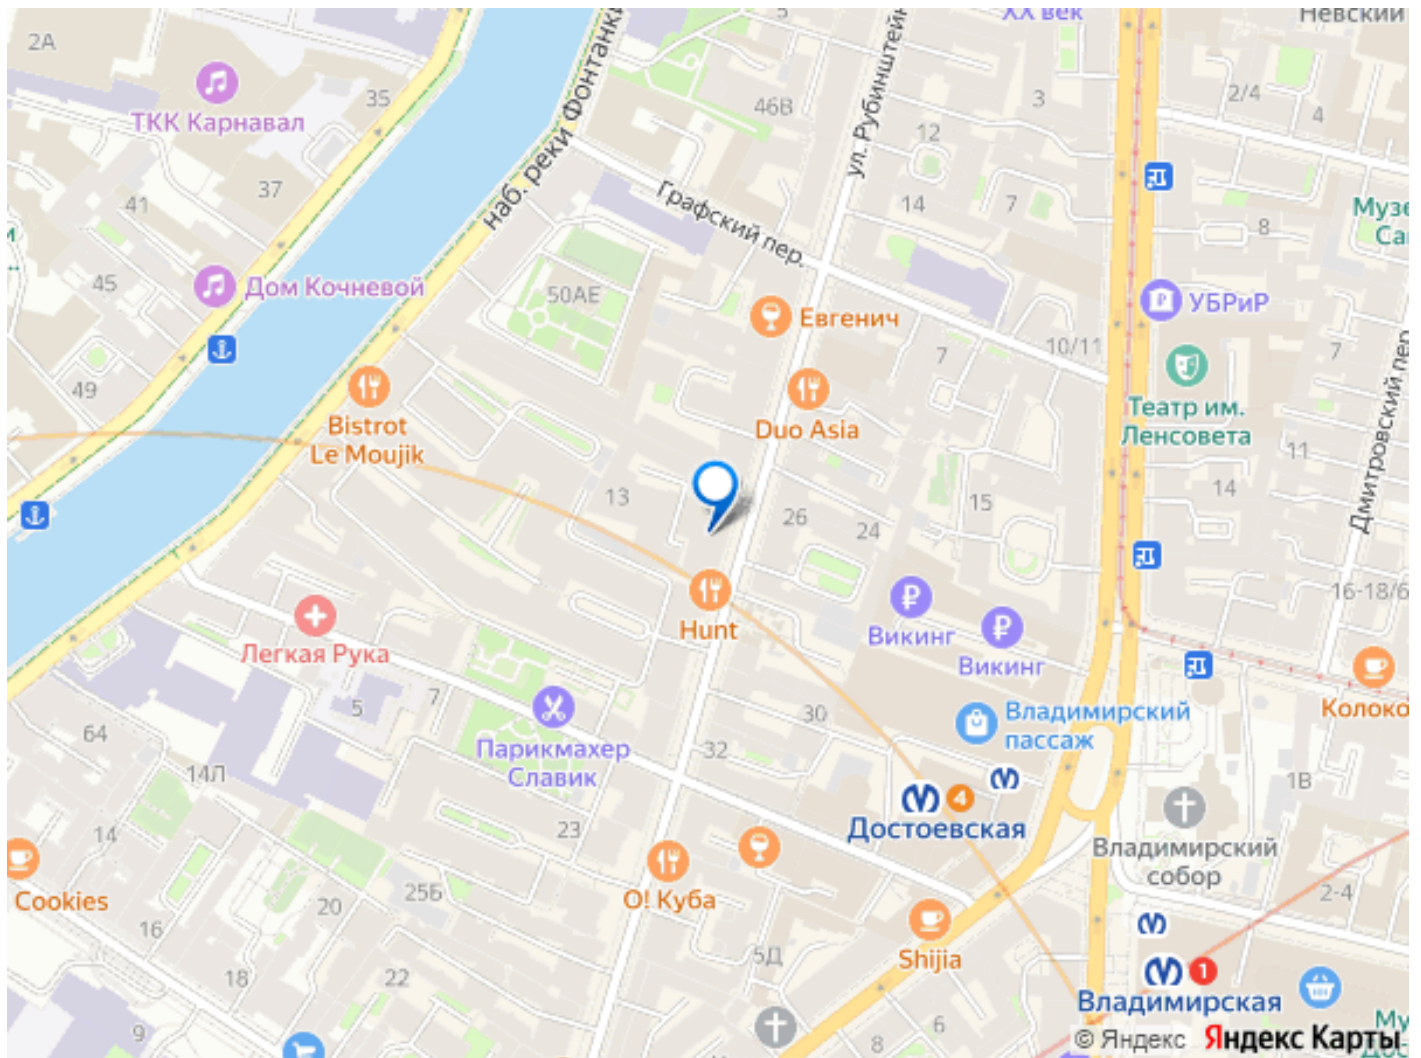 XX век
Невский
2А
5
35
ТКК Карнавал
наб. реки Фонтанки
46В
ул. Рубинштейн
3
2/4
4
12
37
41
Графский пер.
14
7
8
Музе
Са
45
Дом Кочневой
50АЕ
Евгенич
УБРиР
10/11
7
7
Дмитровский пер.
49
Bistrot
Le Moujik
Duo Asia
Театр им.
Ленсовета
11
14
13
15
26
24
16-18/6
Hunt
Викинг
Викинг
Легкая Рука
7
5
Колоко
Владимирский
пассаж
30
32
64
Парикмахер
Славик
14Л
4
Достоевская
1В
14
23
Владимирский
собор
Cookies
25Б
О! Куба
20
2-4
16
Shijia
5Д
18
22
1
Владимирская
9
6
8
Му
До
© Яндекс
Яндекс Карты